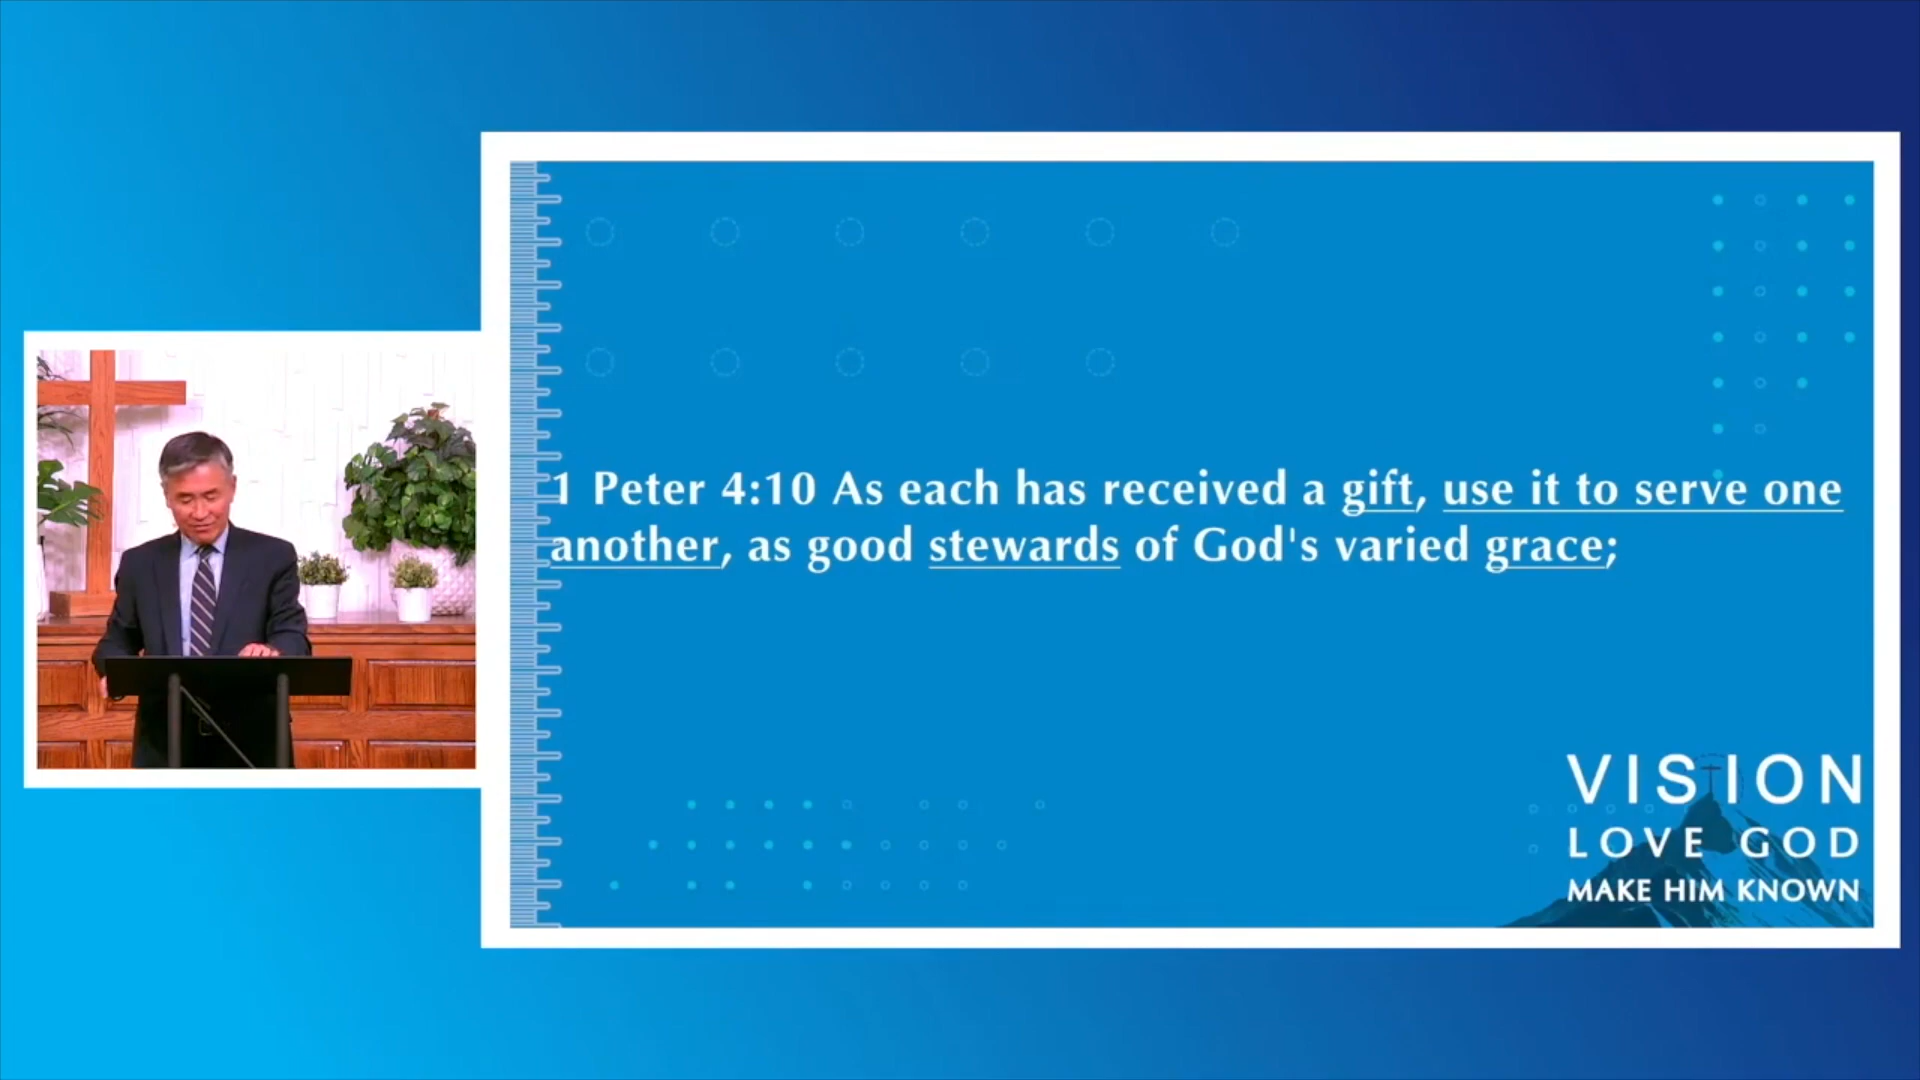 1 Peter 4:10 As each has received a gift, use it to serve one
another, as good stewards of God's varied grace;
VISION
LOVE GOD
MAKE HIM KNOWN